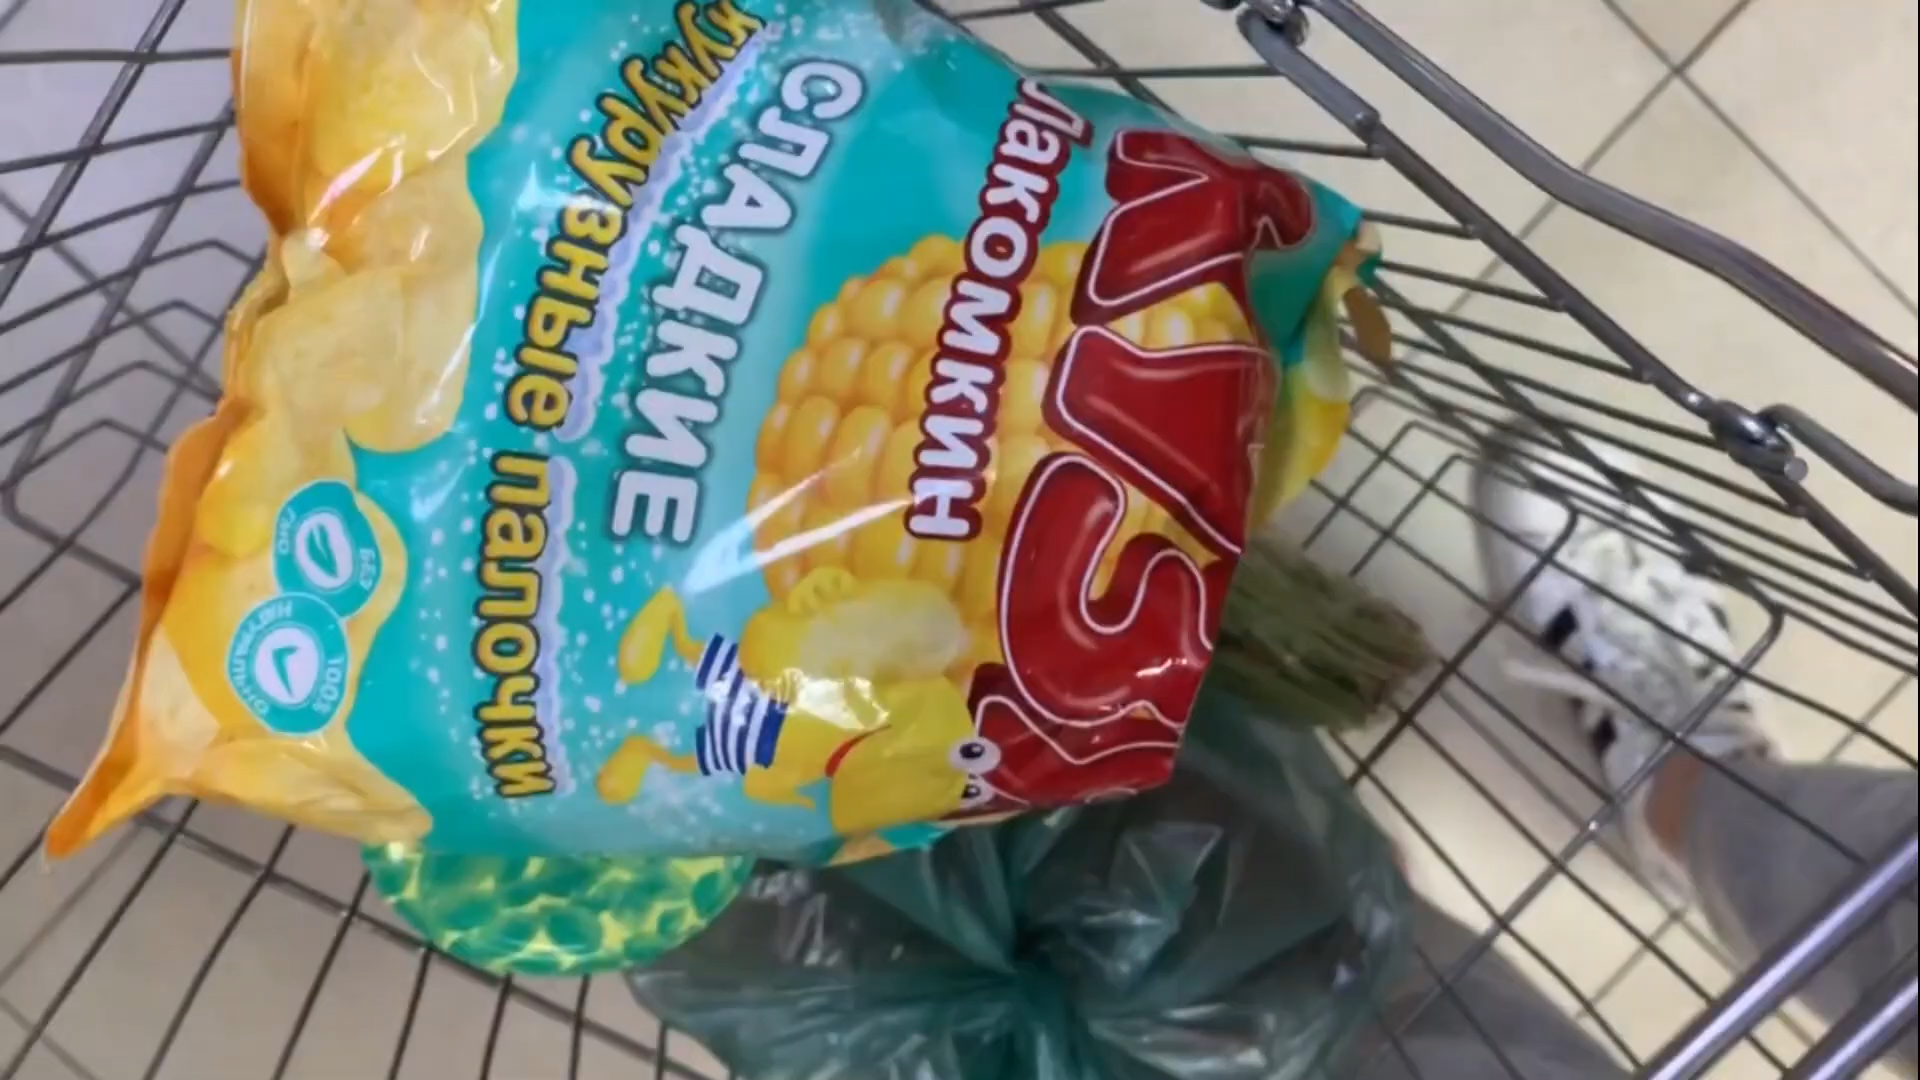 Лакомкин
СЛАДКИЕ
кукурузные палочки
БЕЗ
ГМО
100%
НАТУРАЛЬНО